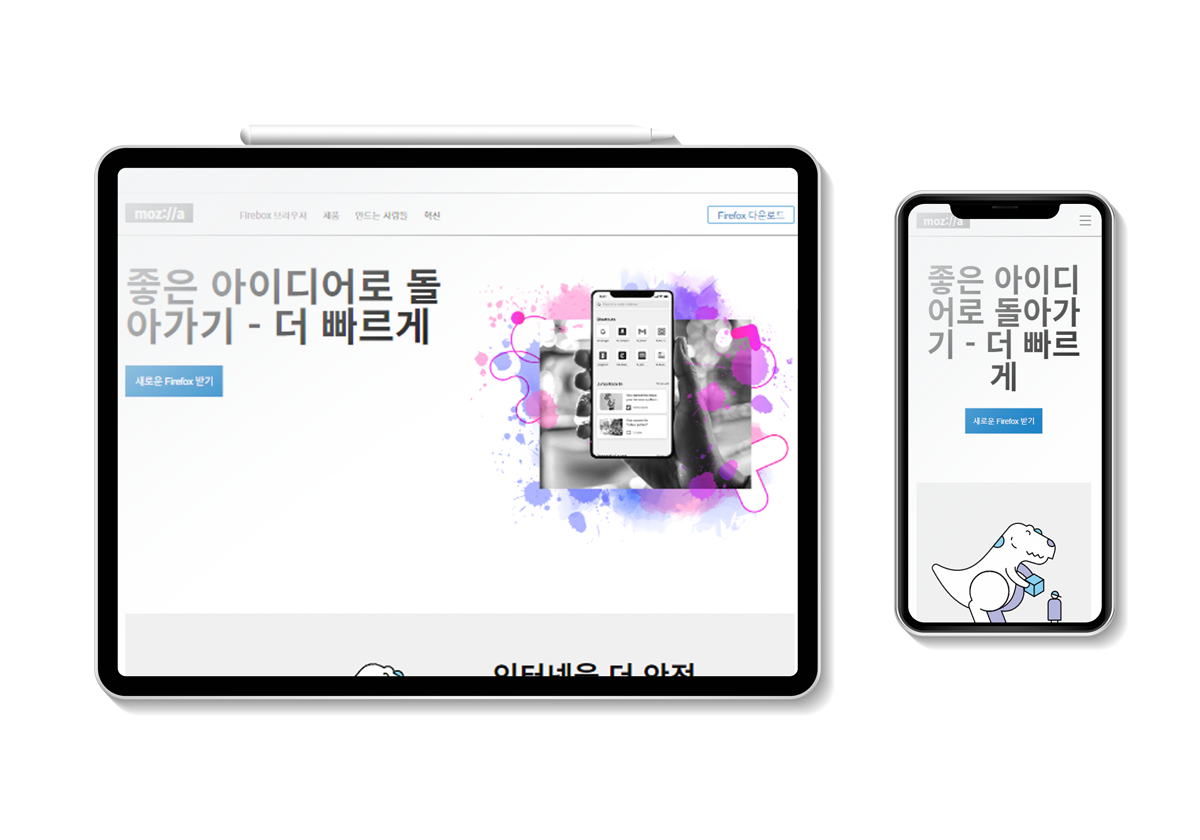 moz://a
Firebox 브라우저 제품 만드는 사람들 혁신
Firefox 다운로드
좋은 아이디어로 돌
아가기 - 더 빠르게
새로운 Firefox 받기
Shortcuts
moz://a
좋은 아이디
어로 돌아가
기 - 더 빠르
게
새로운 Firefox 받기